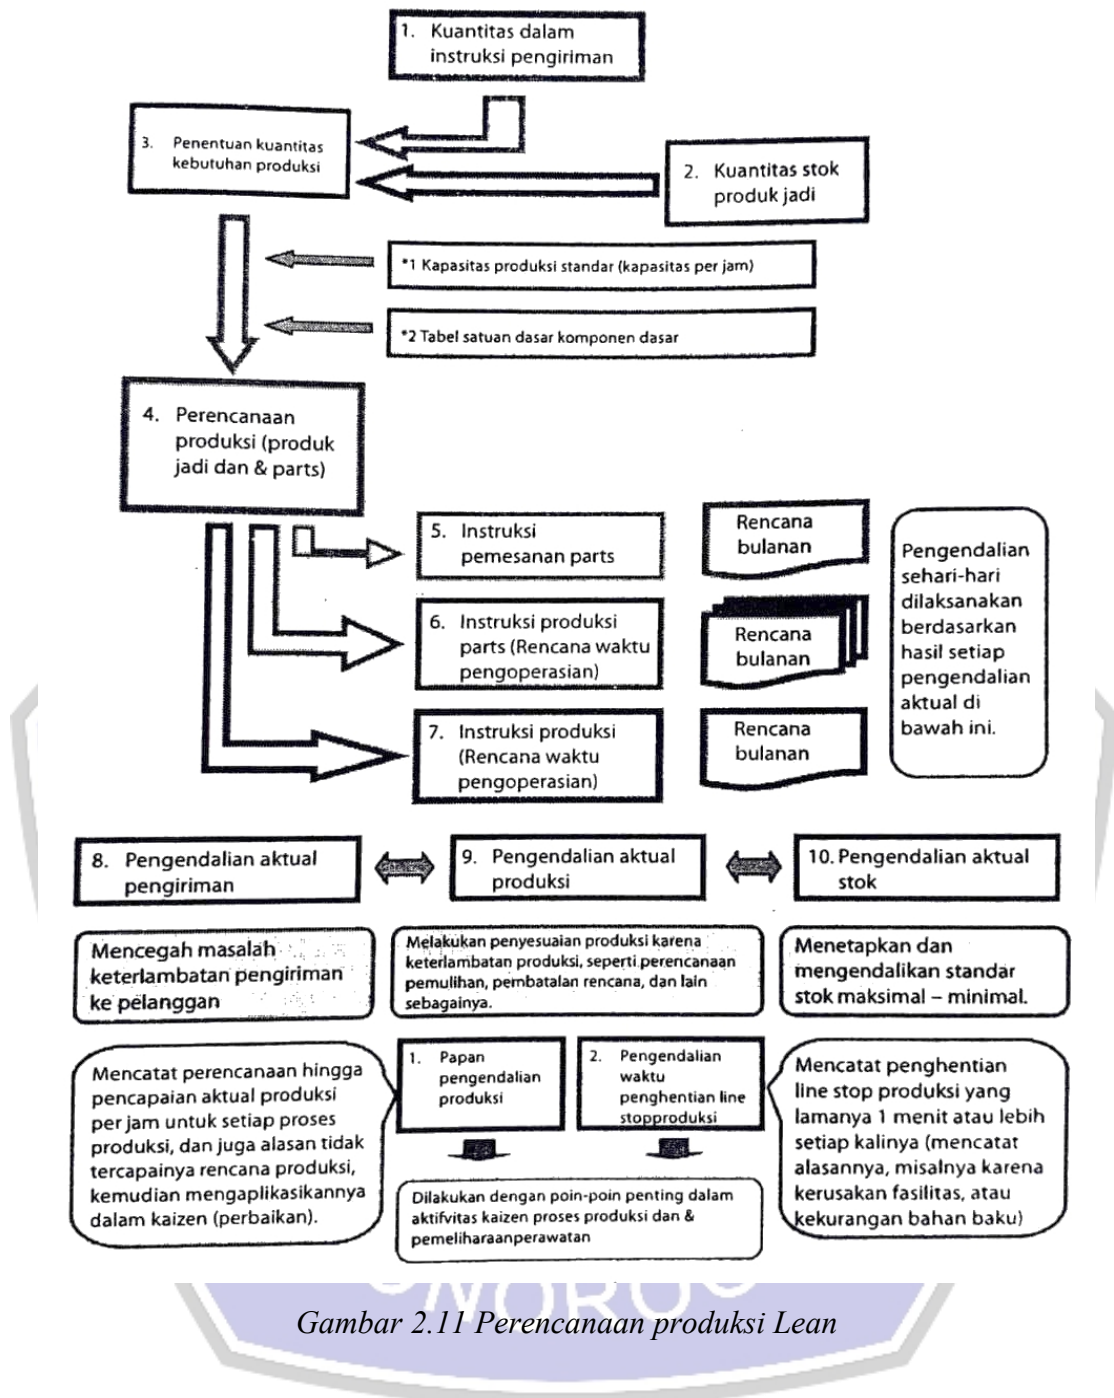 1. Kuantitas dalam
instruksi pengiriman
3. Penentuan kuantitas
kebutuhan produksi
2. Kuantitas stok
produk jadi
*1 Kapasitas produksi standar (kapasitas per jam)
*2 Tabel satuan dasar komponen dasar
4. Perencanaan
produksi (produk
jadi dan & parts)
5. Instruksi
pemesanan parts
Rencana
bulanan
6. Instruksi produksi
parts (Rencana waktu
pengoperasian)
Rencana
bulanan
7. Instruksi produksi
(Rencana waktu
pengoperasian)
Rencana
bulanan
Pengendalian
sehari-hari
dilaksanakan
berdasarkan
hasil setiap
pengendalian
aktual di
bawah ini.
8. Pengendalian aktual
pengiriman
9. Pengendalian aktual
produksi
10. Pengendalian aktual
stok
Mencegah masalah
keterlambatan pengiriman
ke pelanggan
Melakukan penyesuaian produksi karena
keterlambatan produksi, seperti perencanaan
pemulihan, pembatalan rencana, dan lain
sebagainya.
Menetapkan dan
mengendalikan standar
stok maksimal – minimal.
Mencatat perencanaan hingga
pencapaian aktual produksi
per jam untuk setiap proses
produksi, dan juga alasan tidak
tercapainya rencana produksi,
kemudian mengaplikasikannya
dalam kaizen (perbaikan).
1. Papan
pengendalian
produksi
2. Pengendalian
waktu
penghentian line
stopproduksi
Mencatat penghentian
line stop produksi yang
lamanya 1 menit atau lebih
setiap kalinya (mencatat
alasannya, misalnya karena
kerusakan fasilitas, atau
kekurangan bahan baku)
Dilakukan dengan poin-poin penting dalam
aktifvitas kaizen proses produksi dan &
pemeliharaanperawatan
Gambar 2.11 Perencanaan produksi Lean